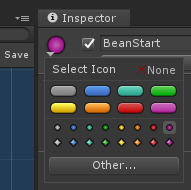 Inspector
Save
BeanStart
Select Icon
None
Other...